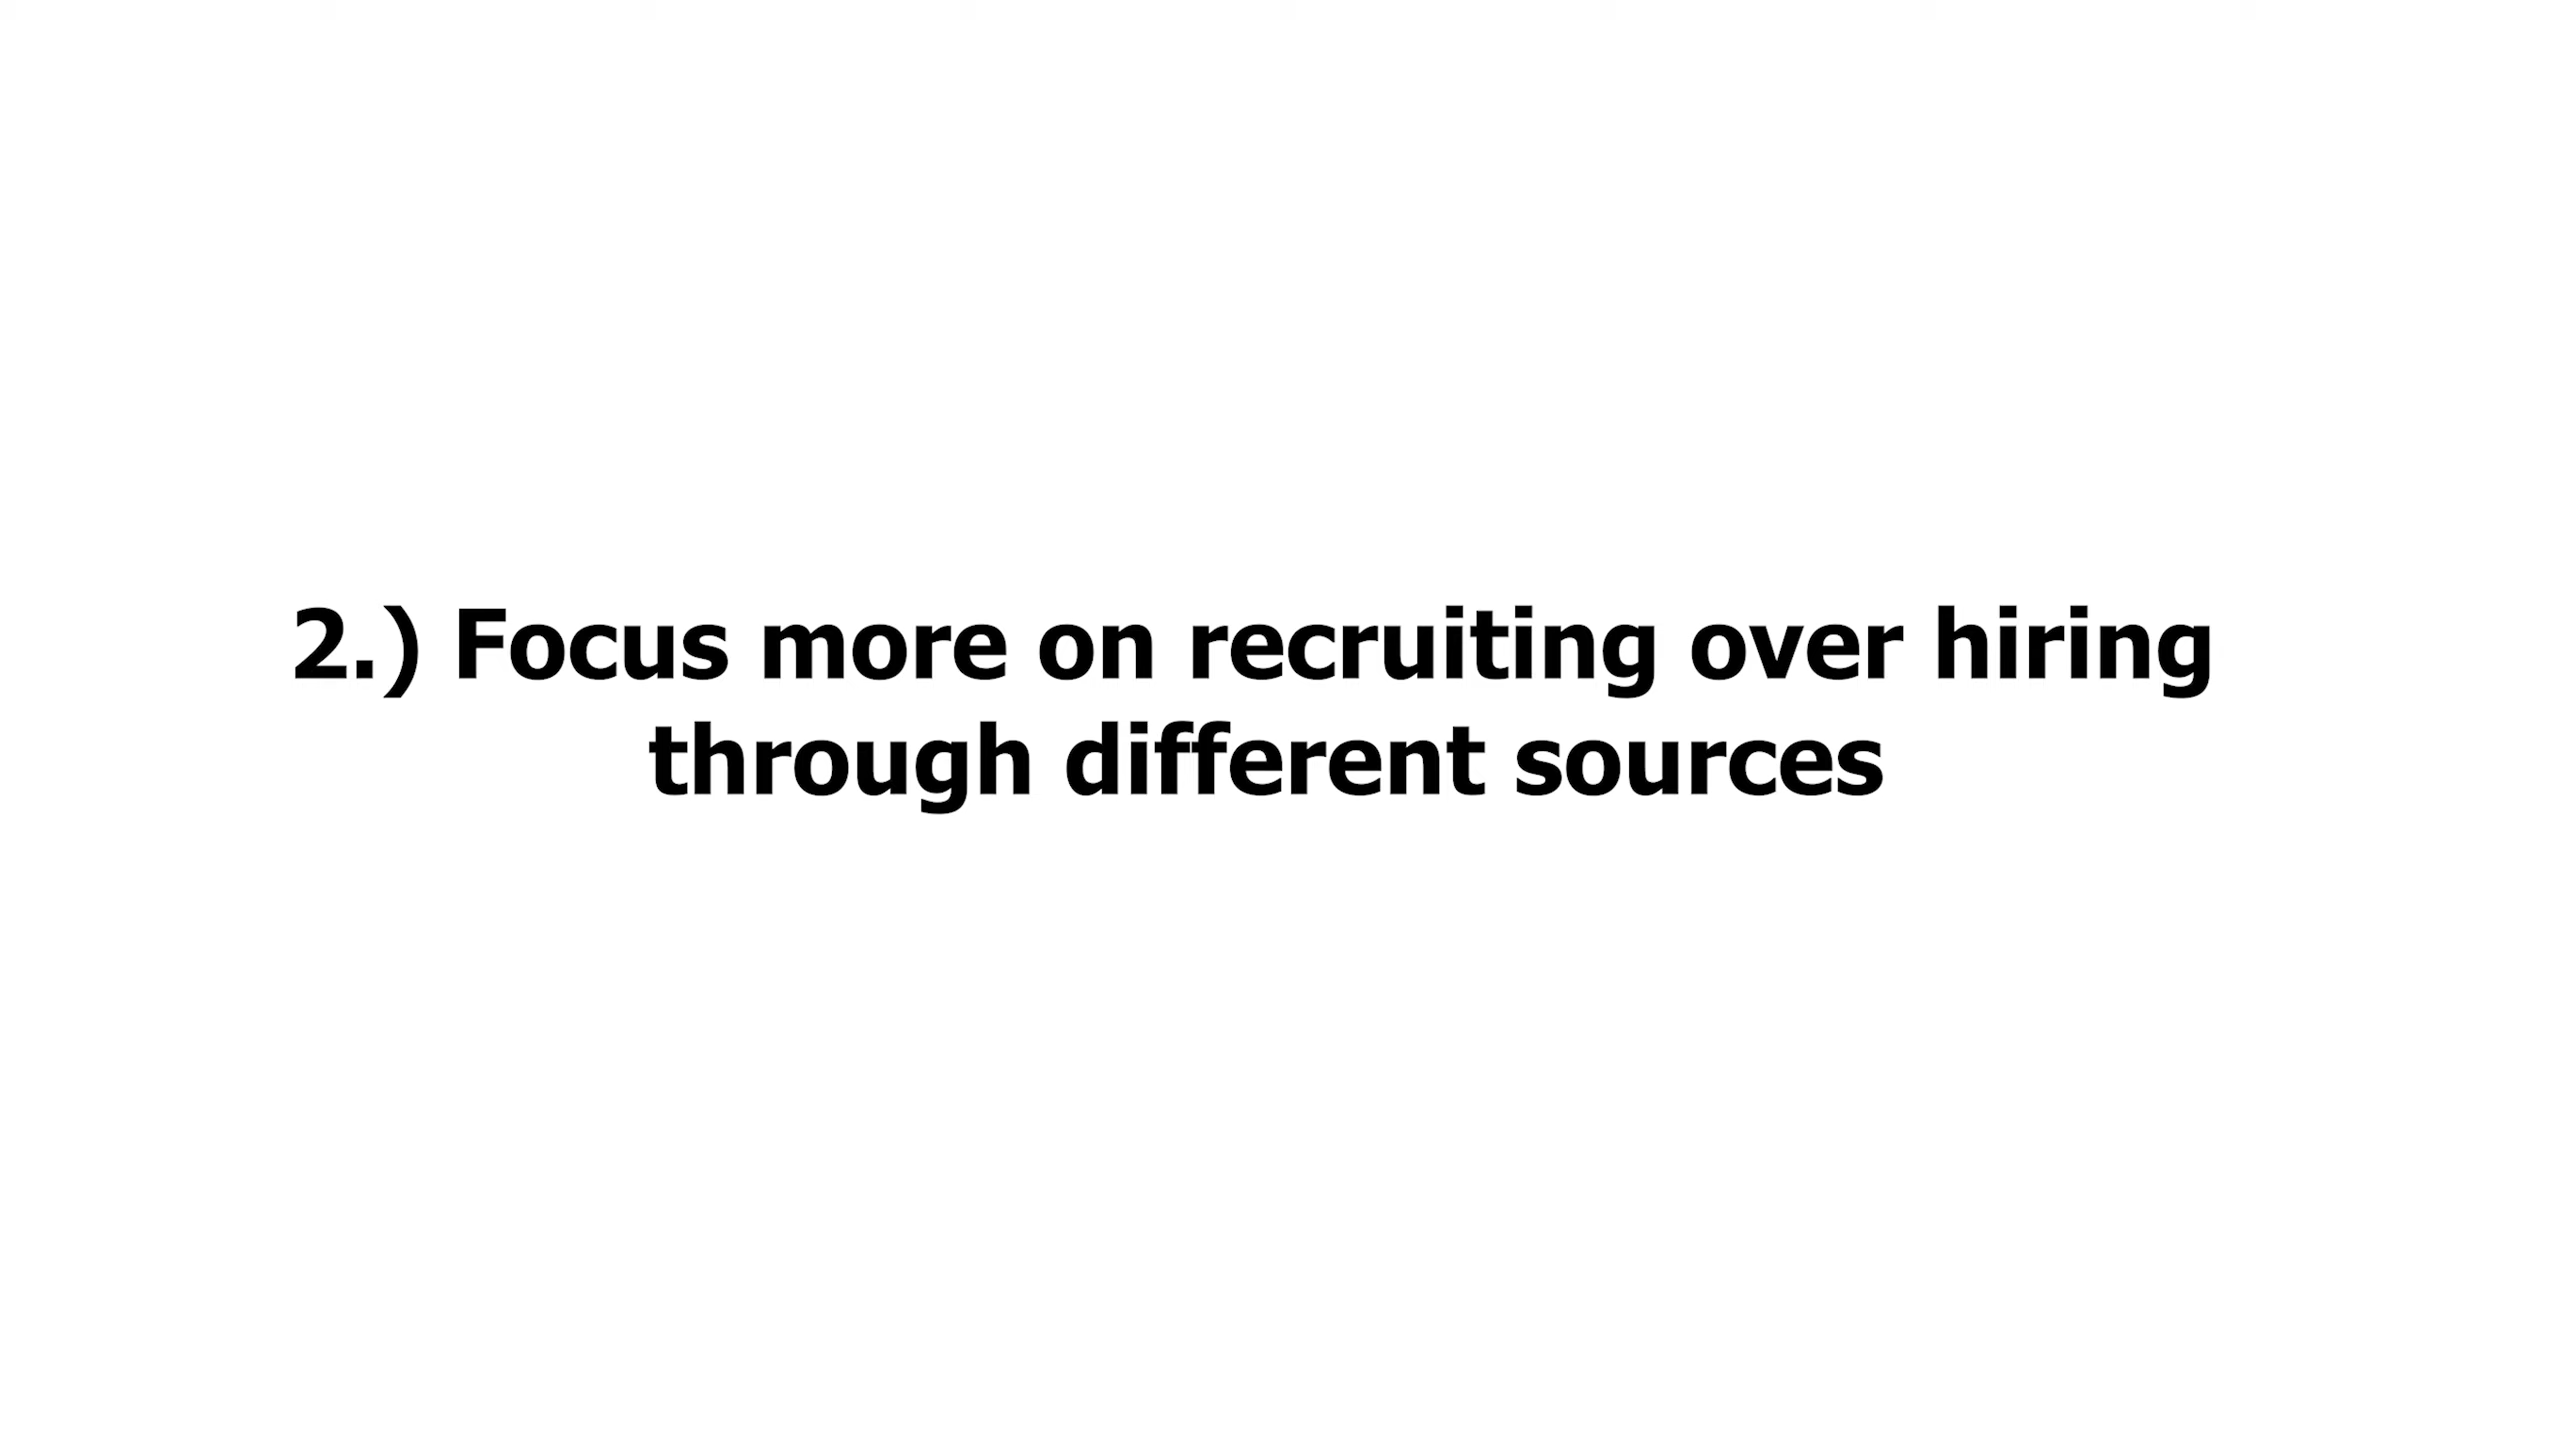 2.) Focus more on recruiting over hiring
through different sources